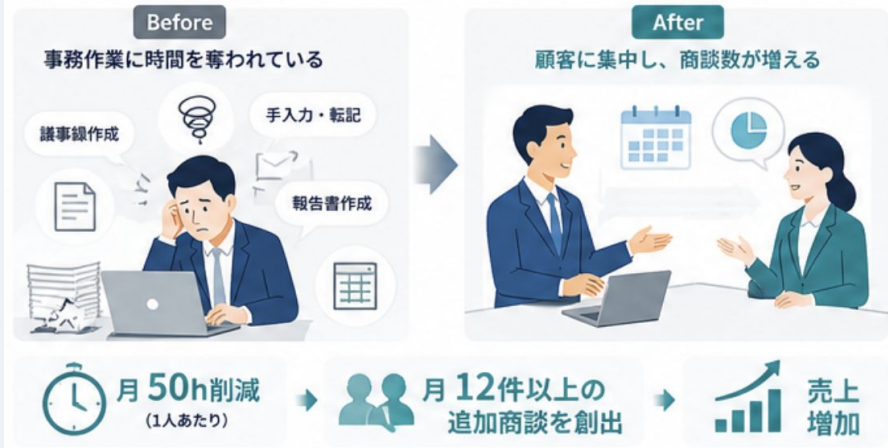 Before
事務作業に時間を奪われている
議事録作成
手入力・転記
報告書作成
After
顧客に集中し、商談数が増える
月 50h削減
(1人あたり)
月 12件以上の
追加商談を創出
売上
増加